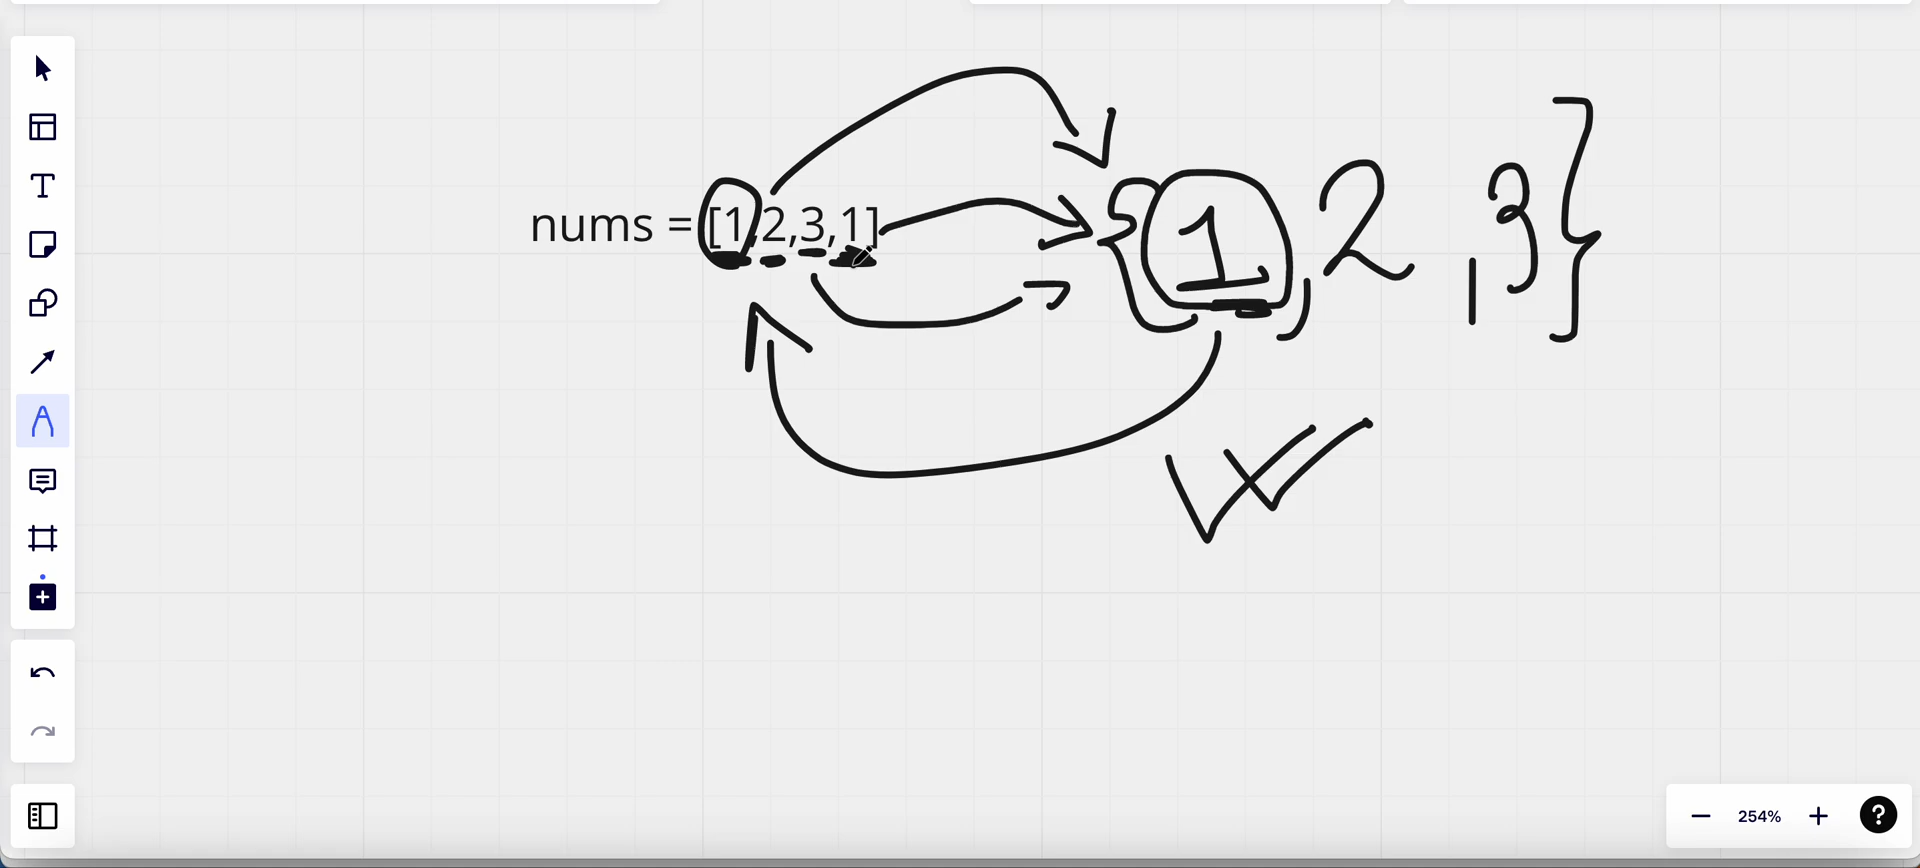 nums = [1,2,3,1]
{1,2,3}
254%